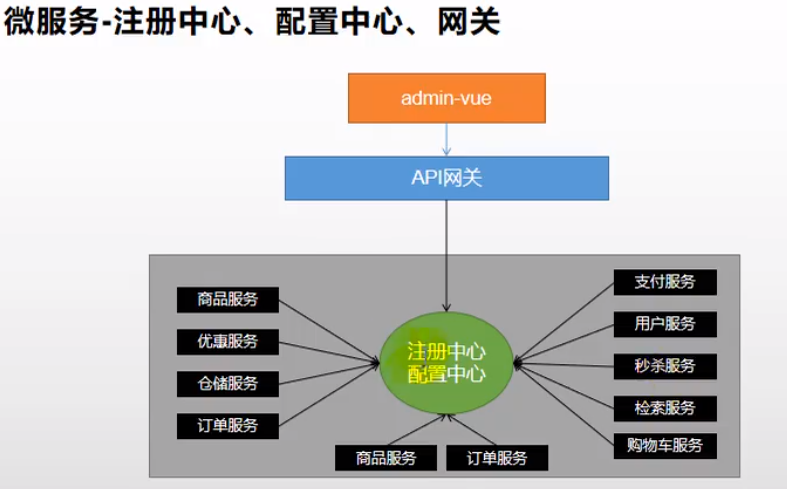 微服务-注册中心、配置中心、网关
admin-vue
API网关
商品服务
优惠服务
仓储服务
订单服务
注册中心
配置中心
支付服务
用户服务
秒杀服务
检索服务
购物车服务
商品服务
订单服务